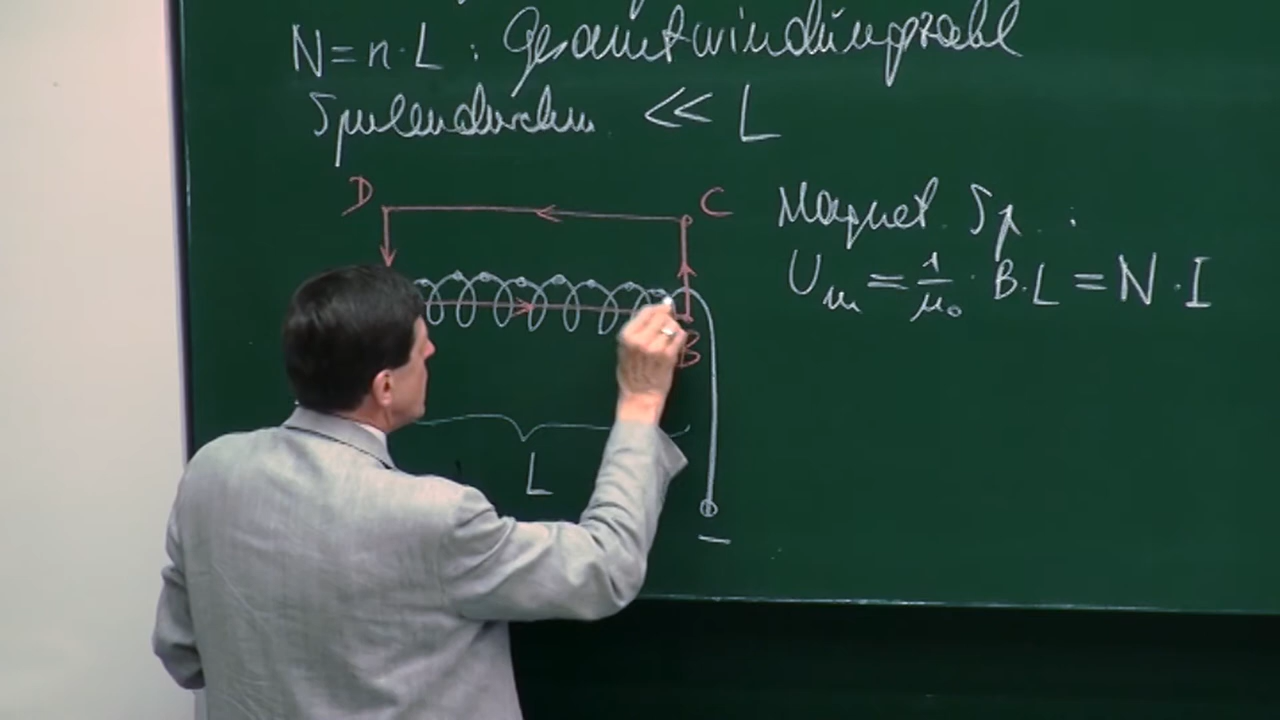 N = n · L : Gesamtwindungszahl
Spulendurchm. << L
D
C
B
L
–
Magnet. Sp. :
U_m = 1/μ₀ · B · L = N · I